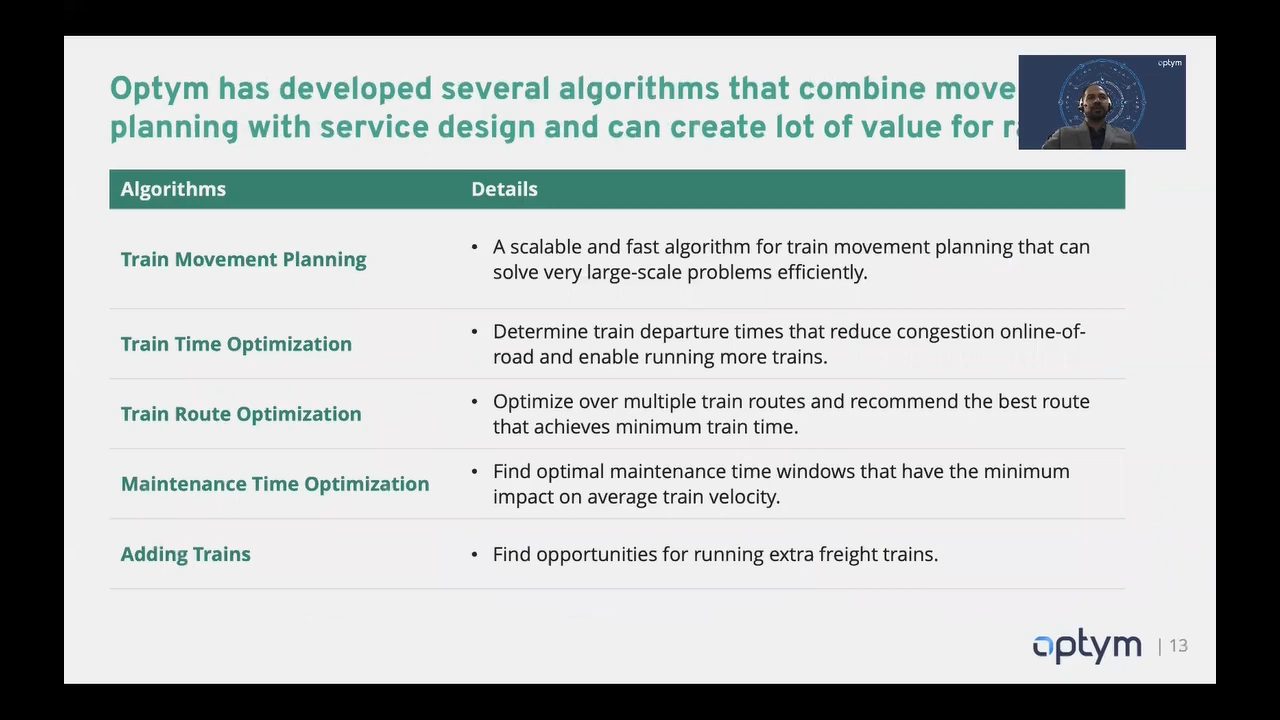 Optym has developed several algorithms that combine move
planning with service design and can create lot of value for
optym
Algorithms Details
Train Movement Planning
• A scalable and fast algorithm for train movement planning that can
solve very large-scale problems efficiently.
Train Time Optimization
• Determine train departure times that reduce congestion online-of-
road and enable running more trains.
Train Route Optimization
• Optimize over multiple train routes and recommend the best route
that achieves minimum train time.
Maintenance Time Optimization
• Find optimal maintenance time windows that have the minimum
impact on average train velocity.
Adding Trains
• Find opportunities for running extra freight trains.
optym | 13